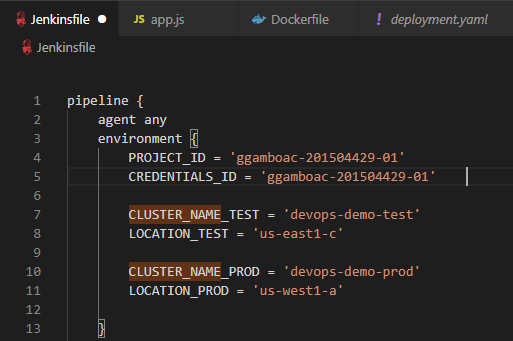 Jenkinsfile JS app.js Dockerfile ! deployment.yaml
Jenkinsfile
1 pipeline {
2 agent any
3 environment {
4 PROJECT_ID = 'ggamboac-201504429-01'
5 CREDENTIALS_ID = 'ggamboac-201504429-01'
6
7 CLUSTER_NAME_TEST = 'devops-demo-test'
8 LOCATION_TEST = 'us-east1-c'
9
10 CLUSTER_NAME_PROD = 'devops-demo-prod'
11 LOCATION_PROD = 'us-west1-a'
12
13 }